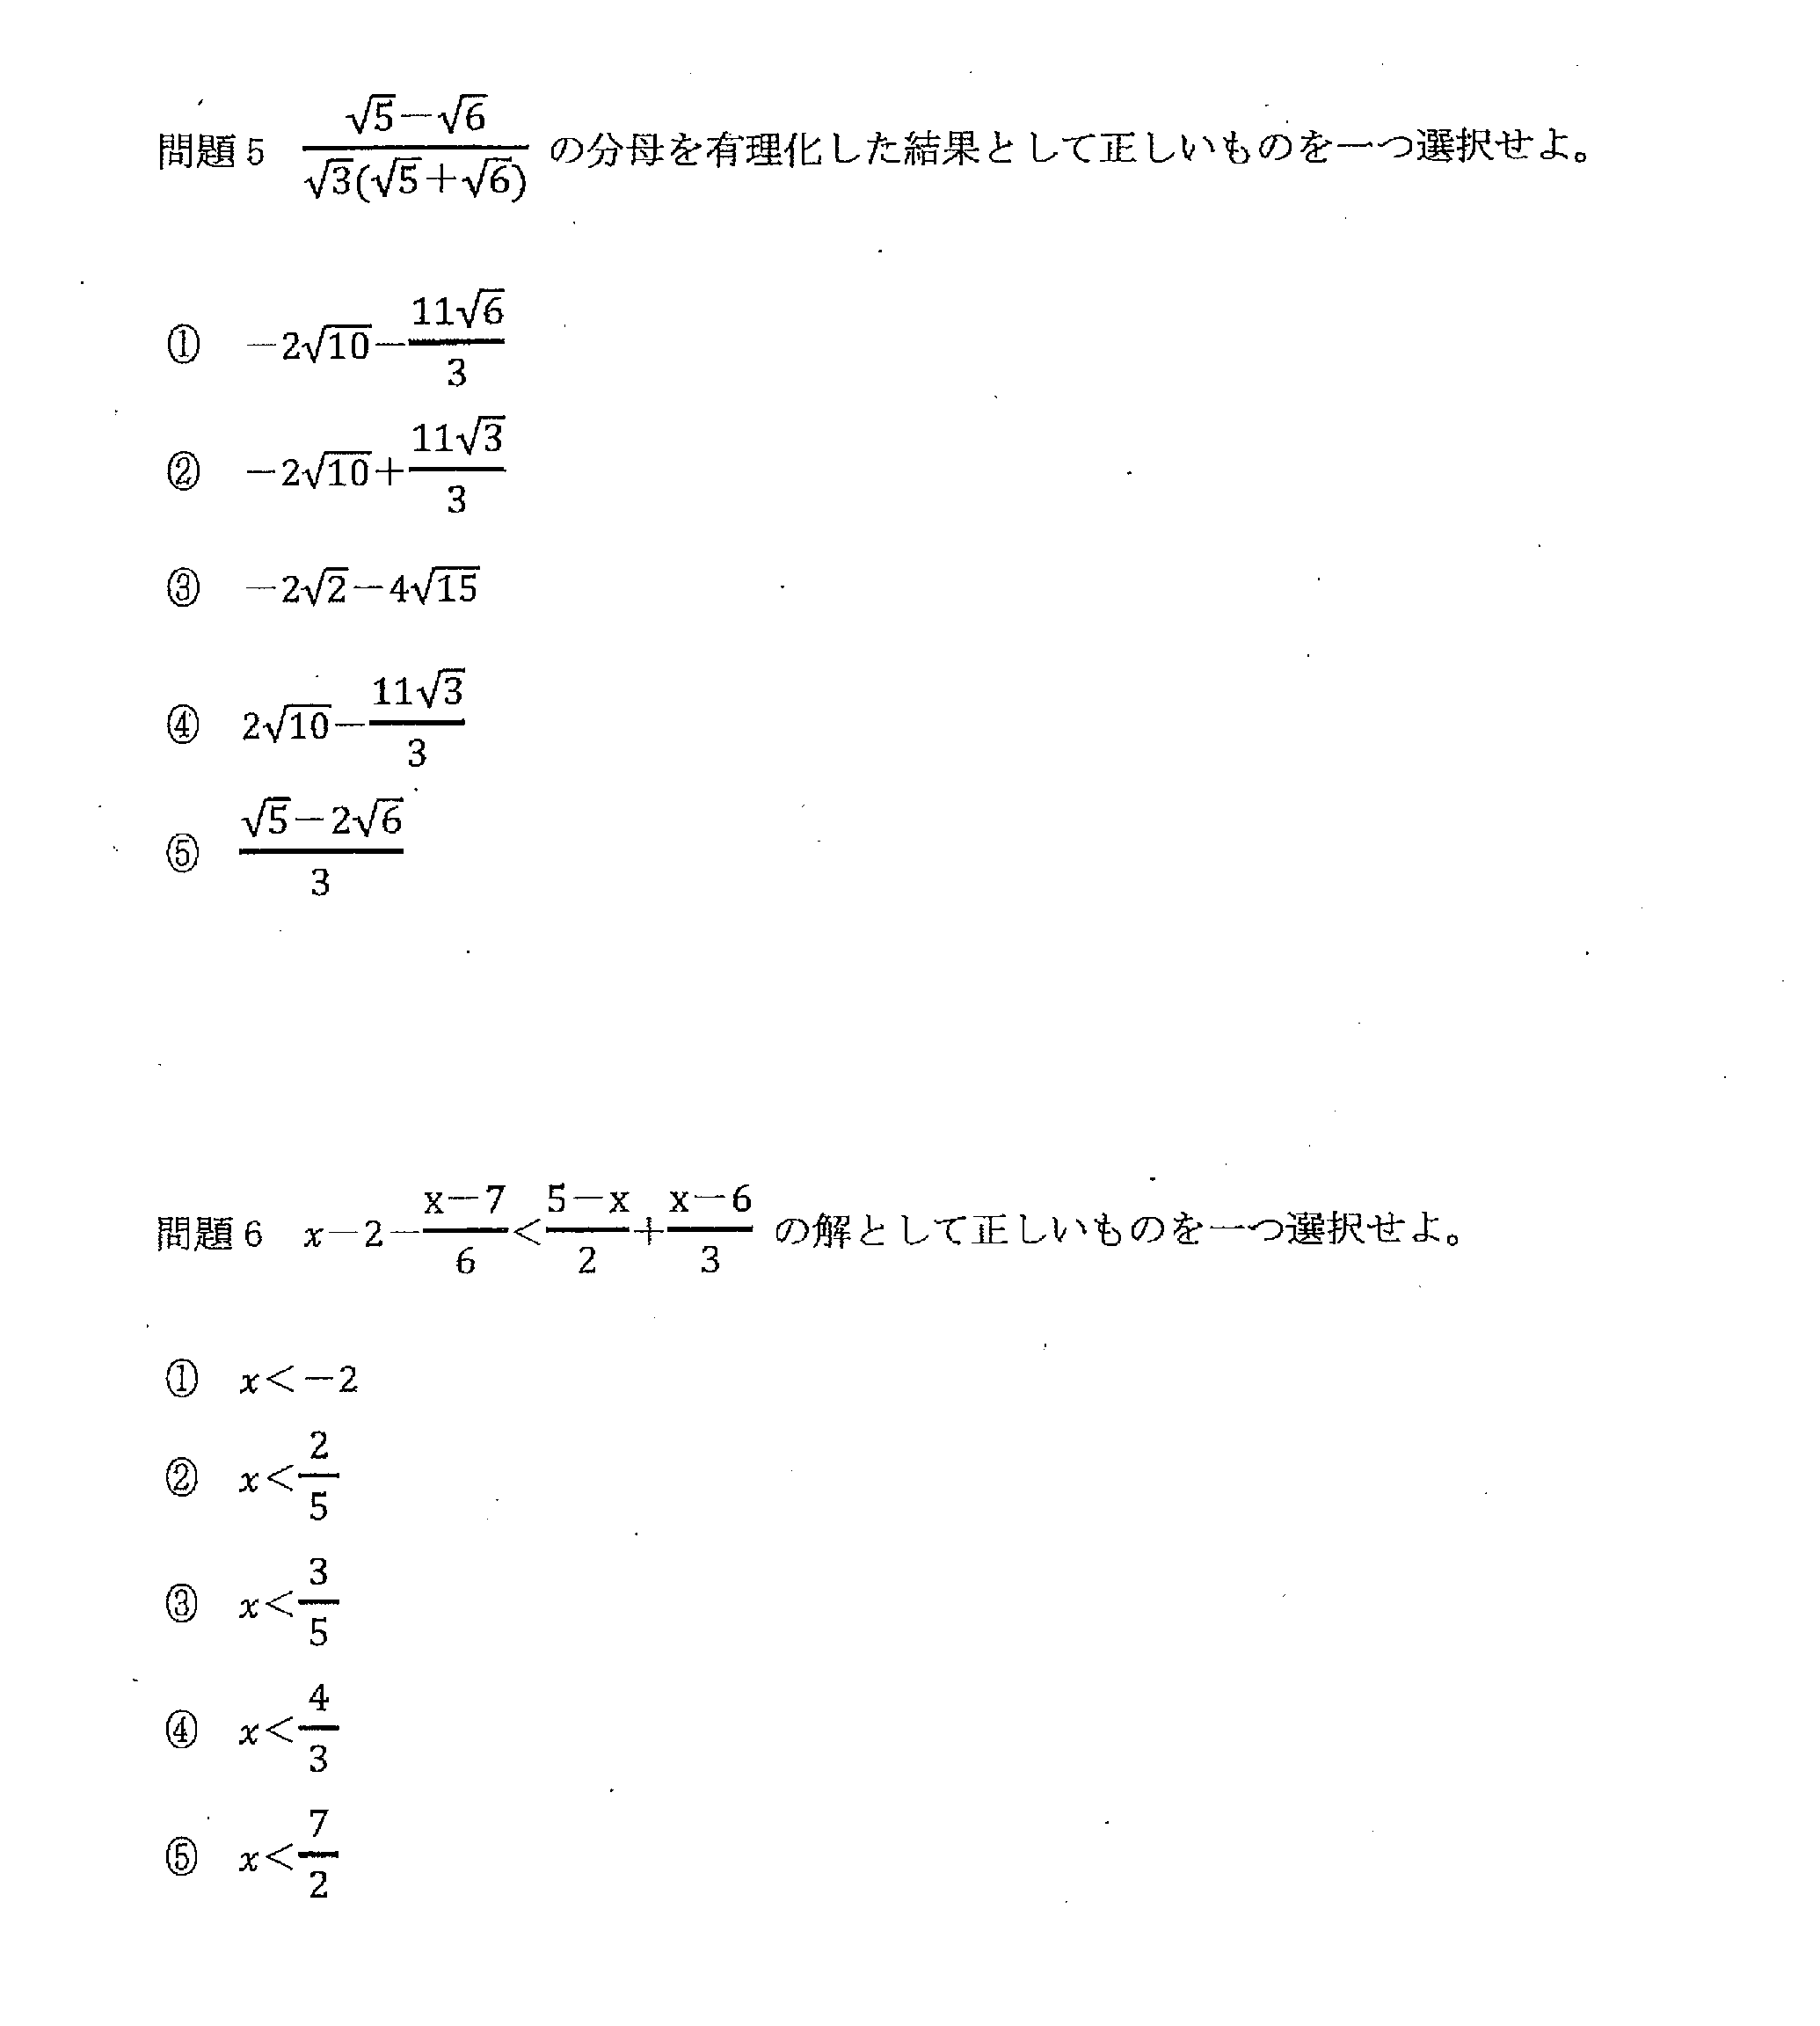 問題5 $\frac{\sqrt{5}-\sqrt{6}}{\sqrt{3}(\sqrt{5}+\sqrt{6})}$ の分母を有理化した結果として正しいものを一つ選択せよ。
① $-2\sqrt{10}-\frac{11\sqrt{6}}{3}$
② $-2\sqrt{10}+\frac{11\sqrt{3}}{3}$
③ $-2\sqrt{2}-4\sqrt{15}$
④ $2\sqrt{10}-\frac{11\sqrt{3}}{3}$
⑤ $\frac{\sqrt{5}-2\sqrt{6}}{3}$
問題6 $x-2-\frac{x-7}{6}<\frac{5-x}{2}+\frac{x-6}{3}$ の解として正しいものを一つ選択せよ。
① $x<-2$
② $x<\frac{2}{5}$
③ $x<\frac{3}{5}$
④ $x<\frac{4}{3}$
⑤ $x<\frac{7}{2}$